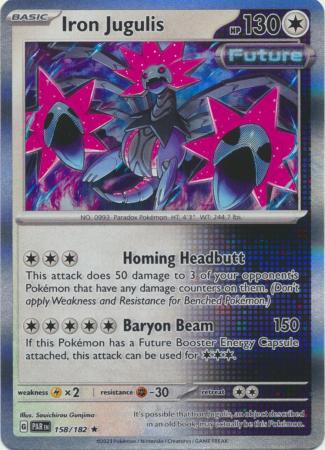 BASIC
Iron Jugulis
HP 130
Future
NO. 0993 Paradox Pokémon HT: 4'3" WT: 244.7 lbs.
Homing Headbutt
This attack does 50 damage to 3 of your opponent's
Pokémon that have any damage counters on them. (Don't
apply Weakness and Resistance for Benched Pokémon.)
Baryon Beam 150
If this Pokémon has a Future Booster Energy Capsule
attached, this attack can be used for ✱✱✱.
weakness ×2 resistance -30 retreat
Illus. Souichirou Gunjima
G PAR EN 158/182 ★
It's possible that Iron Jugulis, an object described
in an old book, may be this Pokémon.
©2023 Pokémon / Nintendo / Creatures / GAME FREAK